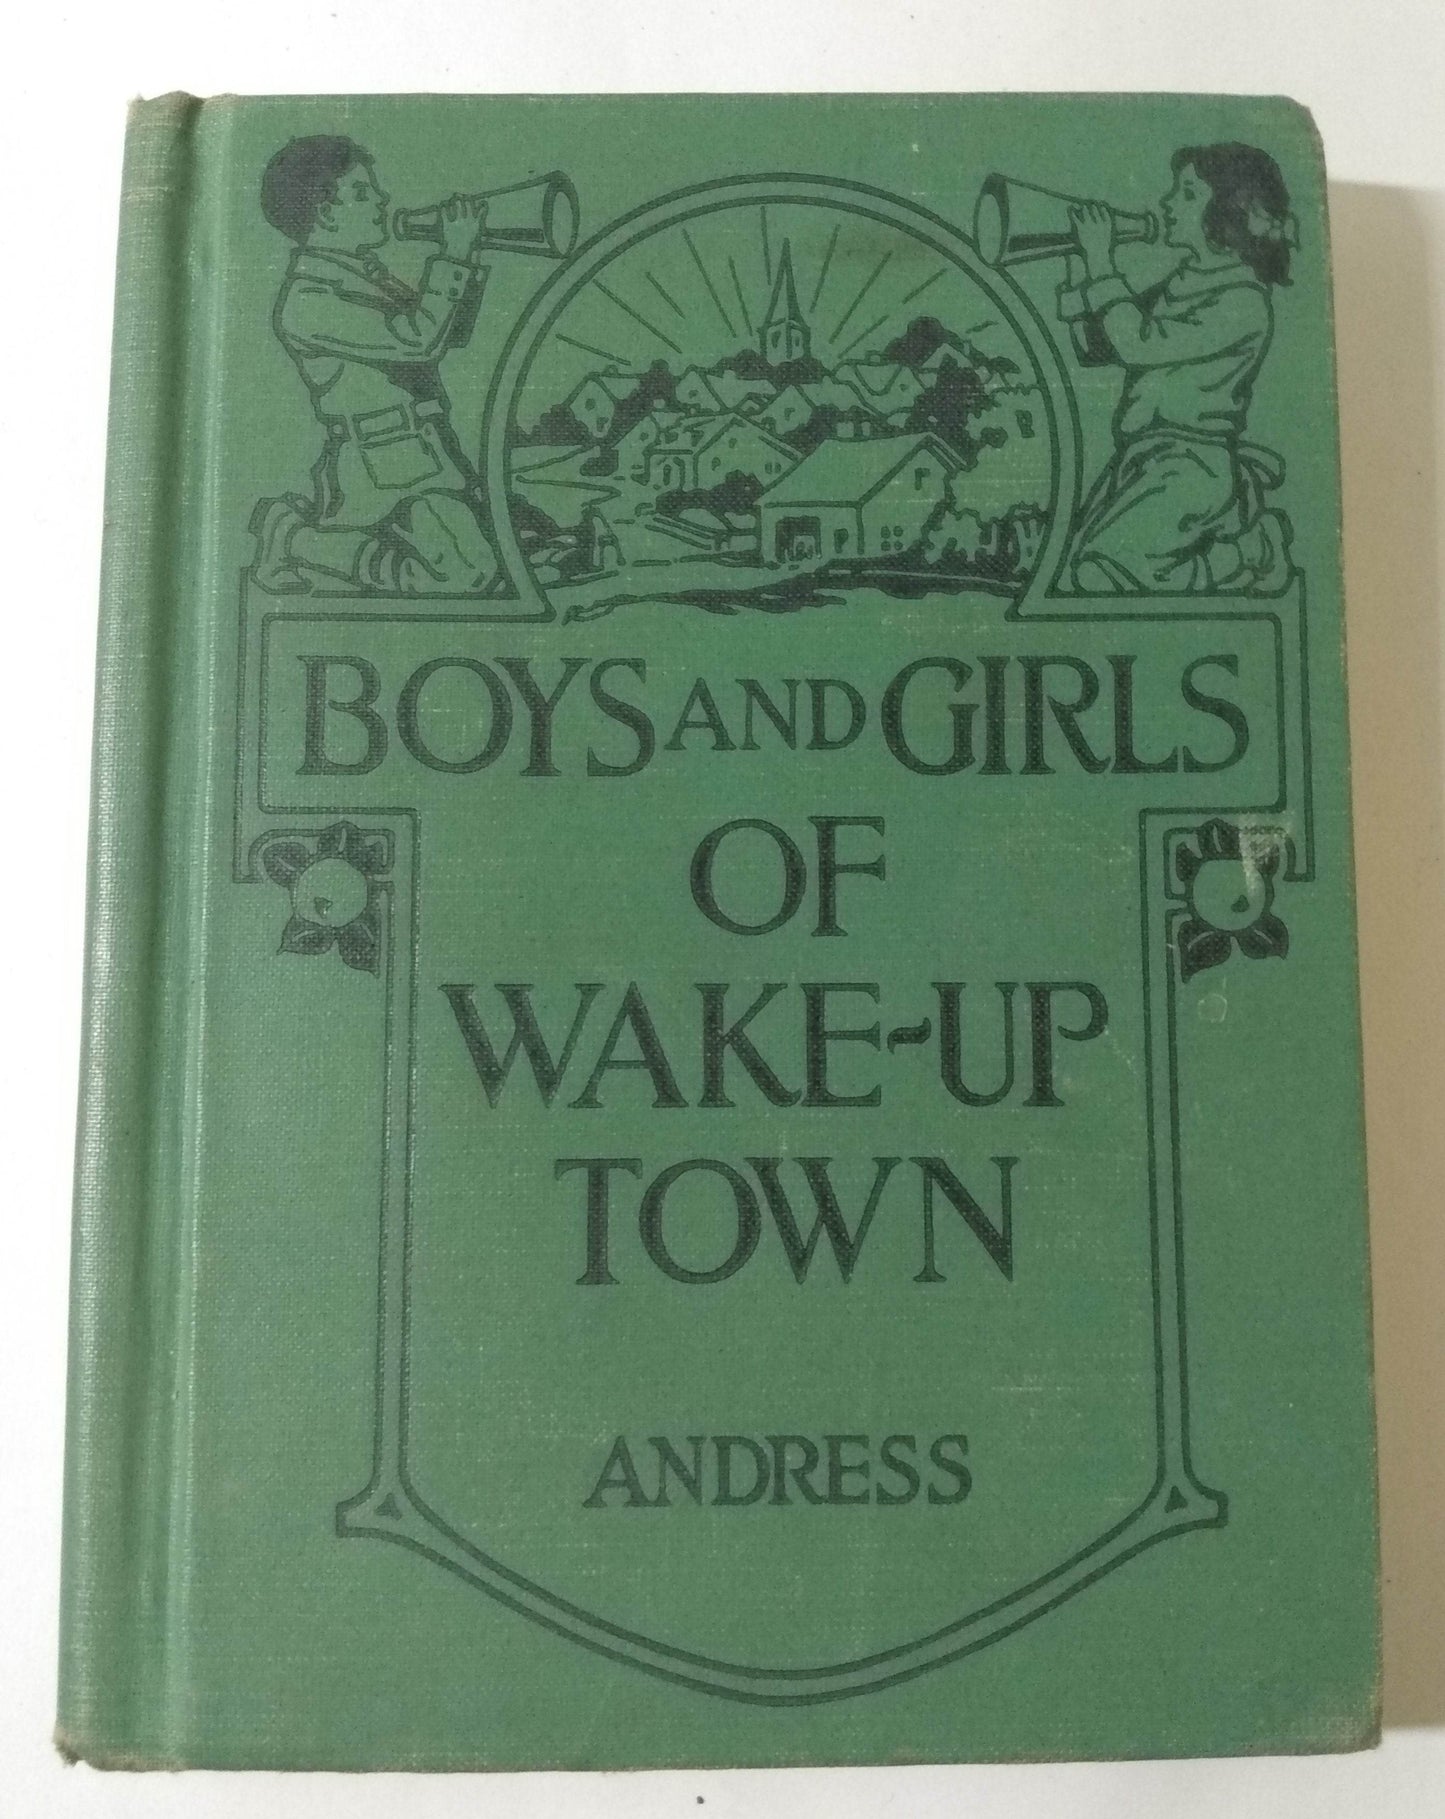 BOYS AND GIRLS
OF
WAKE-UP
TOWN
ANDRESS